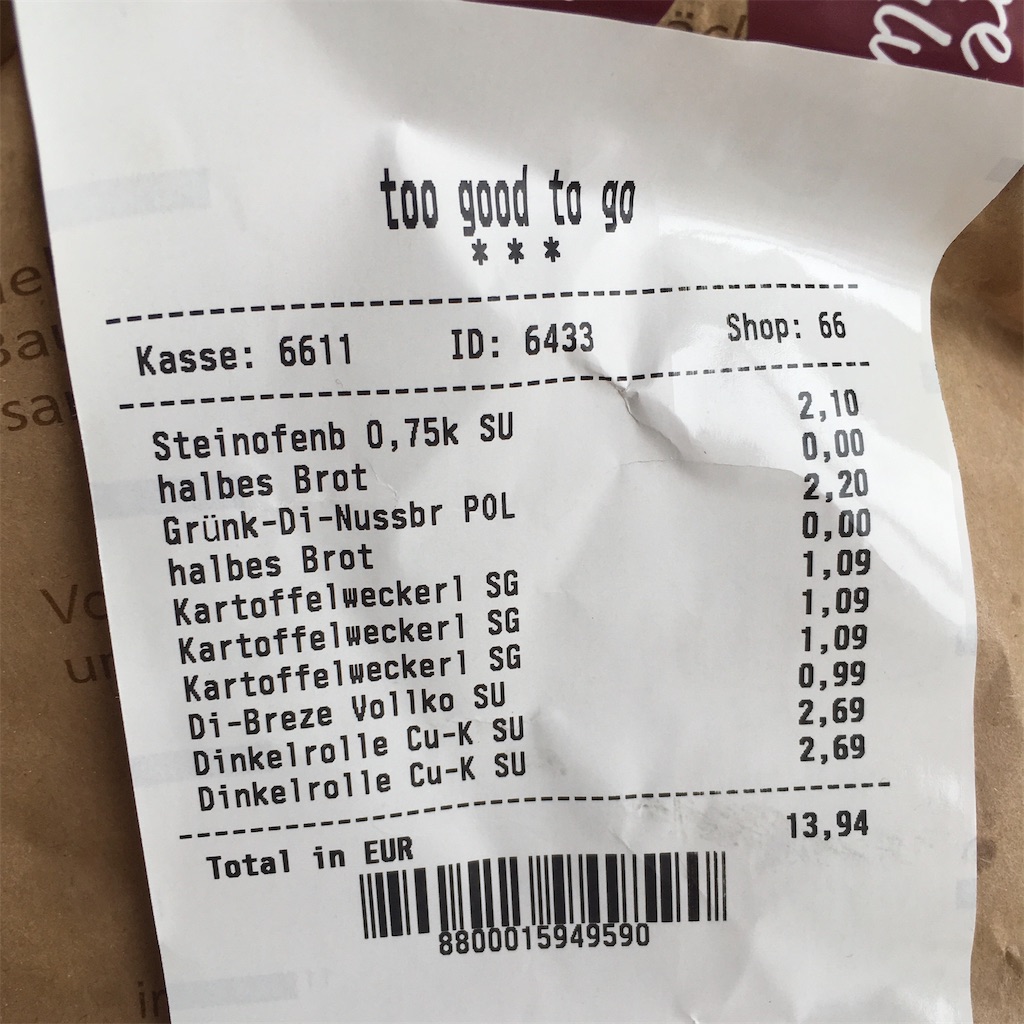 too good to go
* * *
Kasse: 6611 ID: 6433 Shop: 66
Steinofenb 0,75k SU 2,10
halbes Brot 0,00
Grünk-Di-Nussbr POL 2,20
halbes Brot 0,00
Kartoffelweckerl SG 1,09
Kartoffelweckerl SG 1,09
Kartoffelweckerl SG 1,09
Di-Breze Vollko SU 0,99
Dinkelrolle Cu-K SU 2,69
Dinkelrolle Cu-K SU 2,69
Total in EUR 13,94
8800015949590